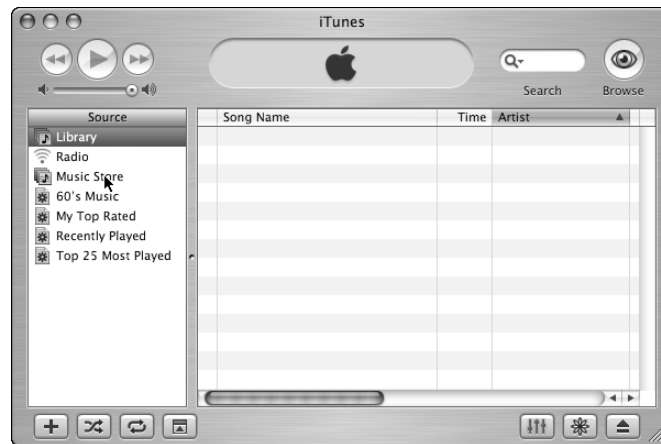 iTunes
Search
Browse
Source
Song Name Time Artist
Library
Radio
Music Store
60's Music
My Top Rated
Recently Played
Top 25 Most Played